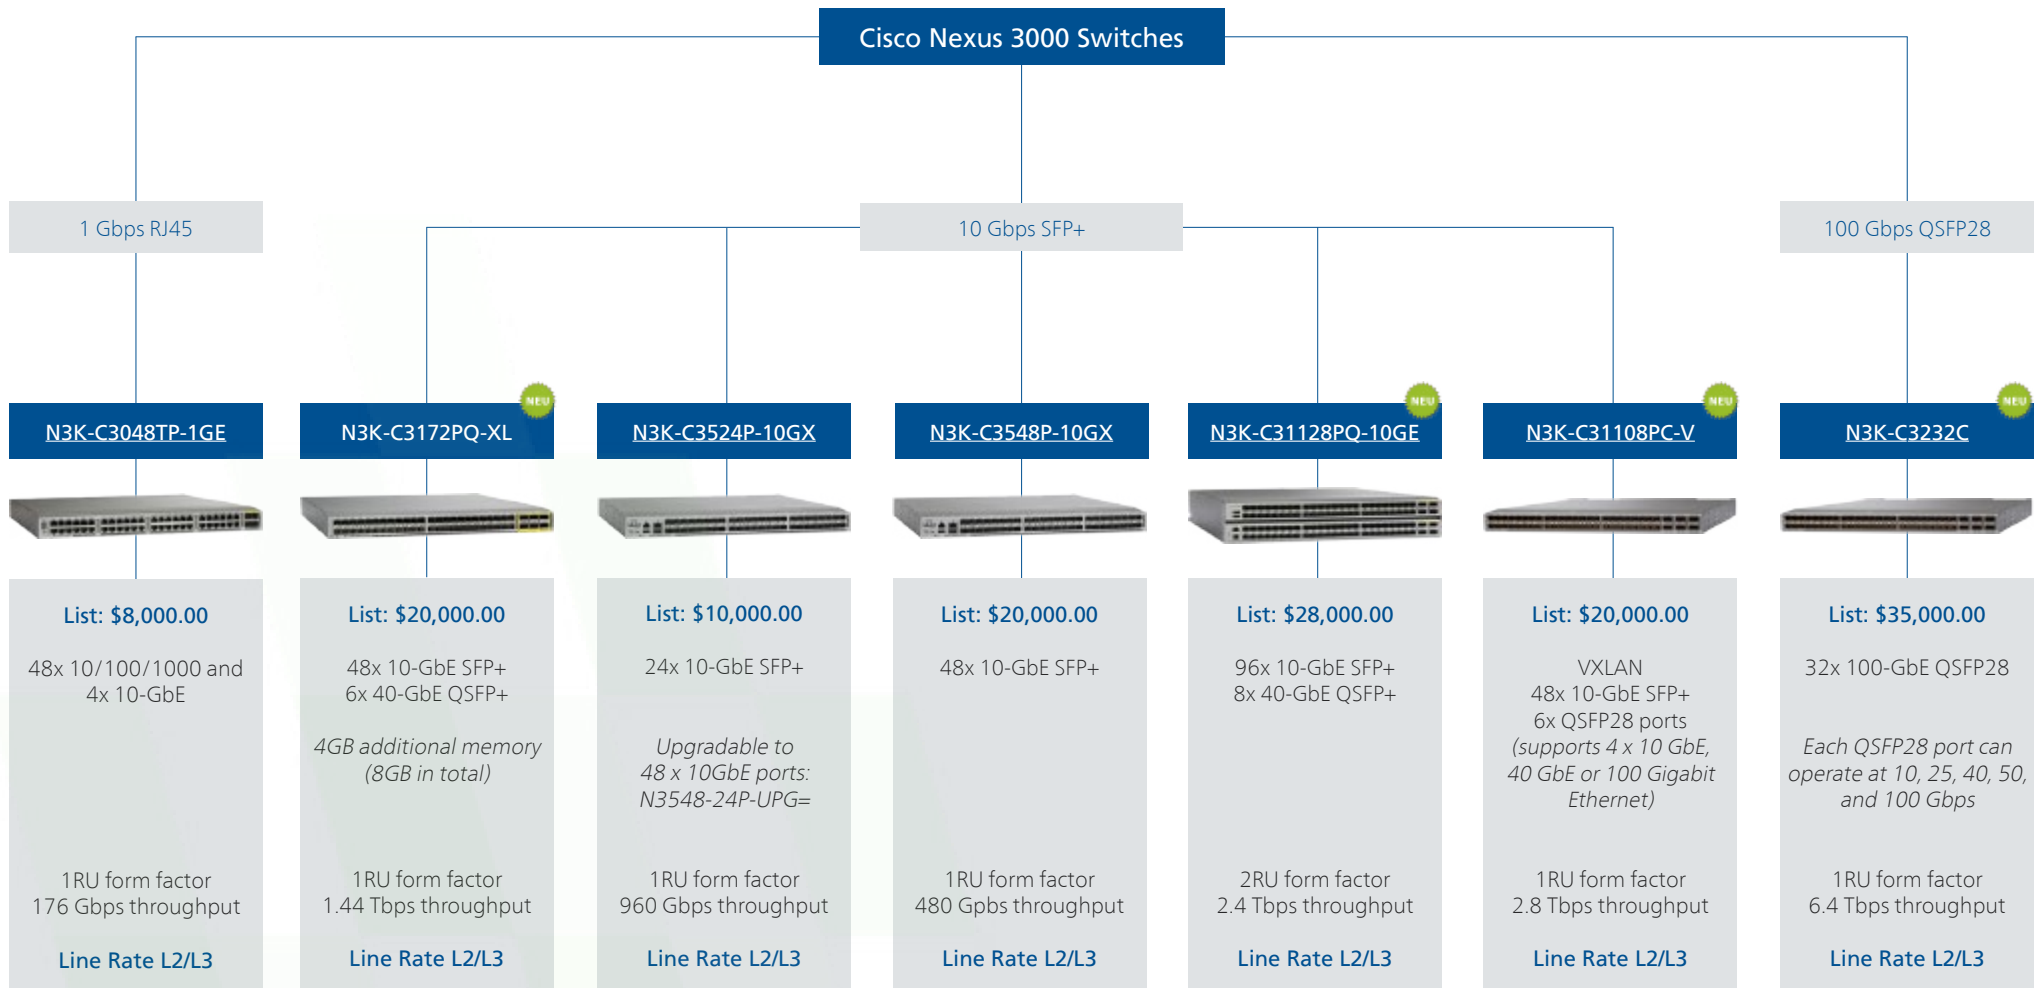 Cisco Nexus 3000 Switches
1 Gbps RJ45
10 Gbps SFP+
100 Gbps QSFP28
N3K-C3048TP-1GE
List: $8,000.00
48x 10/100/1000 and
4x 10-GbE
1RU form factor
176 Gbps throughput
Line Rate L2/L3
NEU
N3K-C3172PQ-XL
List: $20,000.00
48x 10-GbE SFP+
6x 40-GbE QSFP+
4GB additional memory
(8GB in total)
1RU form factor
1.44 Tbps throughput
Line Rate L2/L3
N3K-C3524P-10GX
List: $10,000.00
24x 10-GbE SFP+
Upgradable to
48 x 10GbE ports:
N3548-24P-UPG=
1RU form factor
960 Gbps throughput
Line Rate L2/L3
N3K-C3548P-10GX
List: $20,000.00
48x 10-GbE SFP+
1RU form factor
480 Gpbs throughput
Line Rate L2/L3
NEU
N3K-C31128PQ-10GE
List: $28,000.00
96x 10-GbE SFP+
8x 40-GbE QSFP+
2RU form factor
2.4 Tbps throughput
Line Rate L2/L3
NEU
N3K-C31108PC-V
List: $20,000.00
VXLAN
48x 10-GbE SFP+
6x QSFP28 ports
(supports 4 x 10 GbE,
40 GbE or 100 Gigabit
Ethernet)
1RU form factor
2.8 Tbps throughput
Line Rate L2/L3
NEU
N3K-C3232C
List: $35,000.00
32x 100-GbE QSFP28
Each QSFP28 port can
operate at 10, 25, 40, 50,
and 100 Gbps
1RU form factor
6.4 Tbps throughput
Line Rate L2/L3